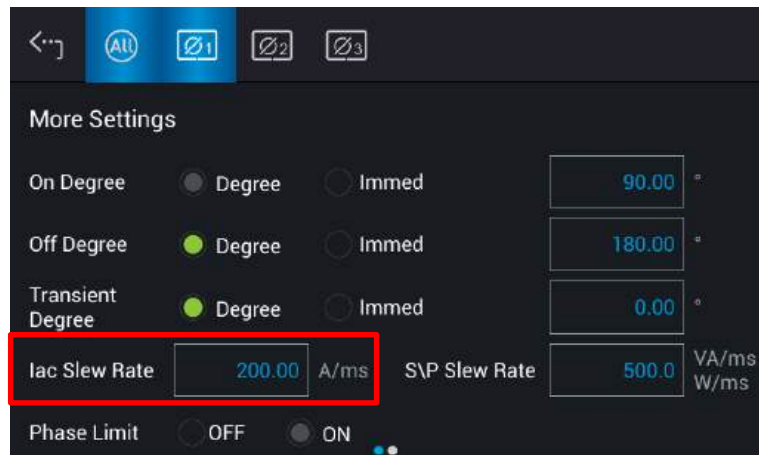 All Ø1 Ø2 Ø3
More Settings
On Degree Degree Immed 90.00 °
Off Degree Degree Immed 180.00 °
Transient
Degree Degree Immed 0.00 °
Iac Slew Rate 200.00 A/ms S\P Slew Rate 500.0 VA/ms
W/ms
Phase Limit OFF ON